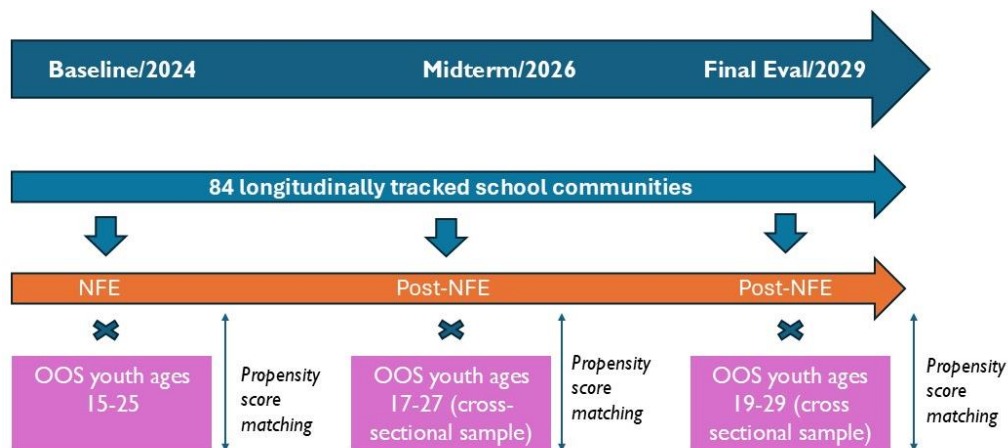 Baseline/2024 Midterm/2026 Final Eval/2029
84 longitudinally tracked school communities
NFE Post-NFE Post-NFE
OOS youth ages
15-25
Propensity
score
matching
OOS youth ages
17-27 (cross-
sectional sample)
Propensity
score
matching
OOS youth ages
19-29 (cross
sectional sample)
Propensity
score
matching